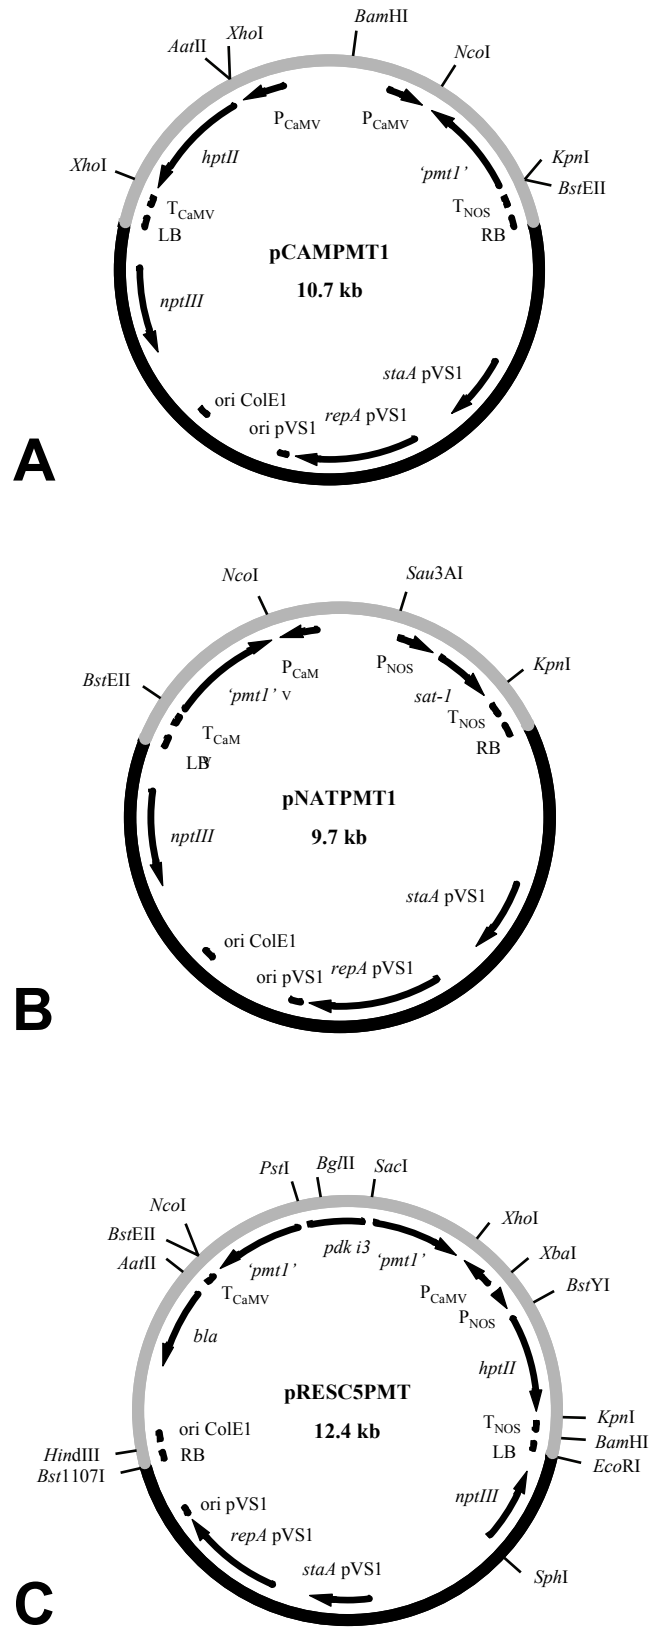 BamHI
XhoI
AatII
NcoI
PCaMV
PCaMV
hptII
'pmt1'
XhoI
KpnI
BstEII
TCaMV
TNOS
LB
RB
pCAMPMT1
10.7 kb
nptIII
staA pVS1
ori ColE1
repA pVS1
ori pVS1
A
NcoI
Sau3AI
PCaM
V
PNOS
KpnI
BstEII
'pmt1'
sat-1
TCaM
V
TNOS
LB
RB
pNATPMT1
9.7 kb
nptIII
staA pVS1
ori ColE1
repA pVS1
ori pVS1
B
PstI
BglII
SacI
NcoI
XhoI
BstEII
AatII
pdk i3
'pmt1'
'pmt1'
XbaI
TCaMV
PCaMV
BstYI
PNOS
bla
hptII
pRESC5PMT
12.4 kb
ori ColE1
TNOS
KpnI
HindIII
RB
LB
BamHI
Bst1107I
EcoRI
nptIII
ori pVS1
repA pVS1
staA pVS1
SphI
C